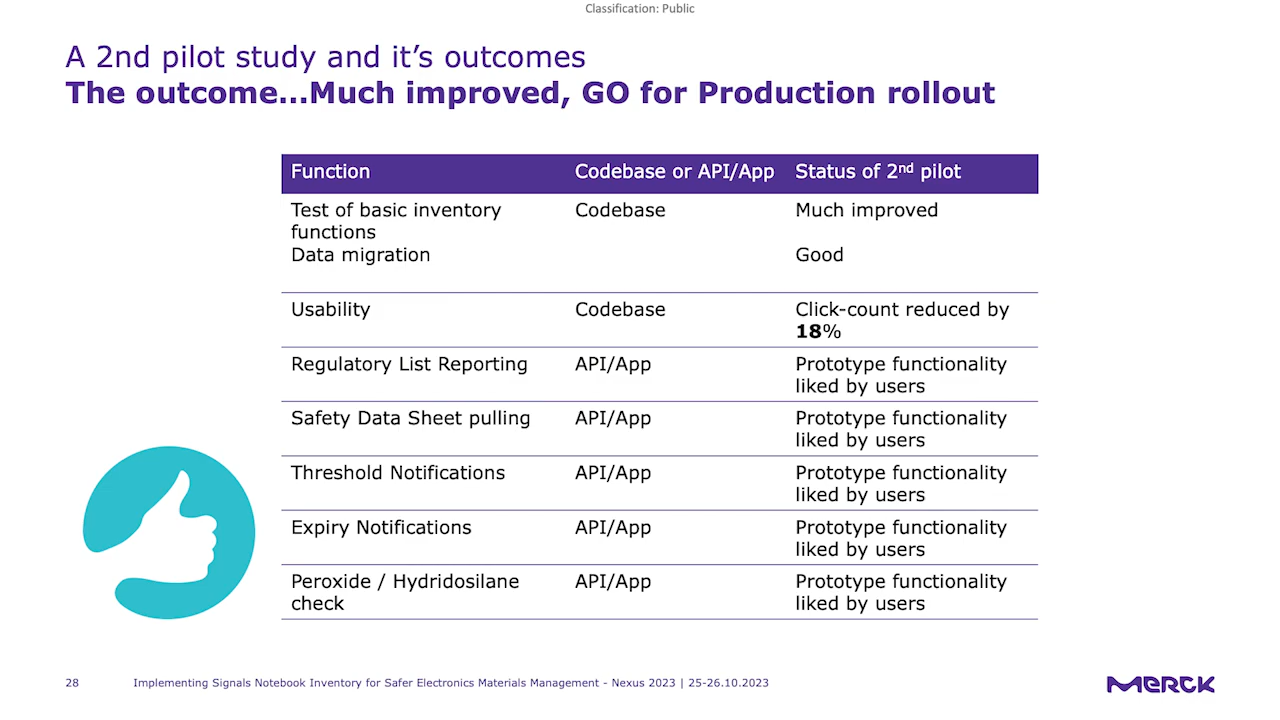 Classification: Public
A 2nd pilot study and it’s outcomes
The outcome...Much improved, GO for Production rollout
Function Codebase or API/App Status of 2nd pilot
Test of basic inventory Codebase Much improved
functions
Data migration Good
Usability Codebase Click-count reduced by
18%
Regulatory List Reporting API/App Prototype functionality
liked by users
Safety Data Sheet pulling API/App Prototype functionality
liked by users
Threshold Notifications API/App Prototype functionality
liked by users
Expiry Notifications API/App Prototype functionality
liked by users
Peroxide / Hydridosilane API/App Prototype functionality
check liked by users
28 Implementing Signals Notebook Inventory for Safer Electronics Materials Management - Nexus 2023 | 25-26.10.2023
MERCK